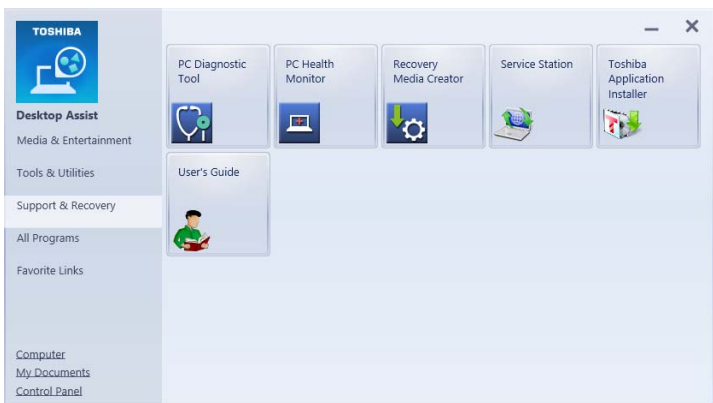 TOSHIBA
Desktop Assist
Media & Entertainment
Tools & Utilities
Support & Recovery
All Programs
Favorite Links
Computer
My Documents
Control Panel
PC Diagnostic
Tool
PC Health
Monitor
Recovery
Media Creator
Service Station
Toshiba
Application
Installer
User's Guide